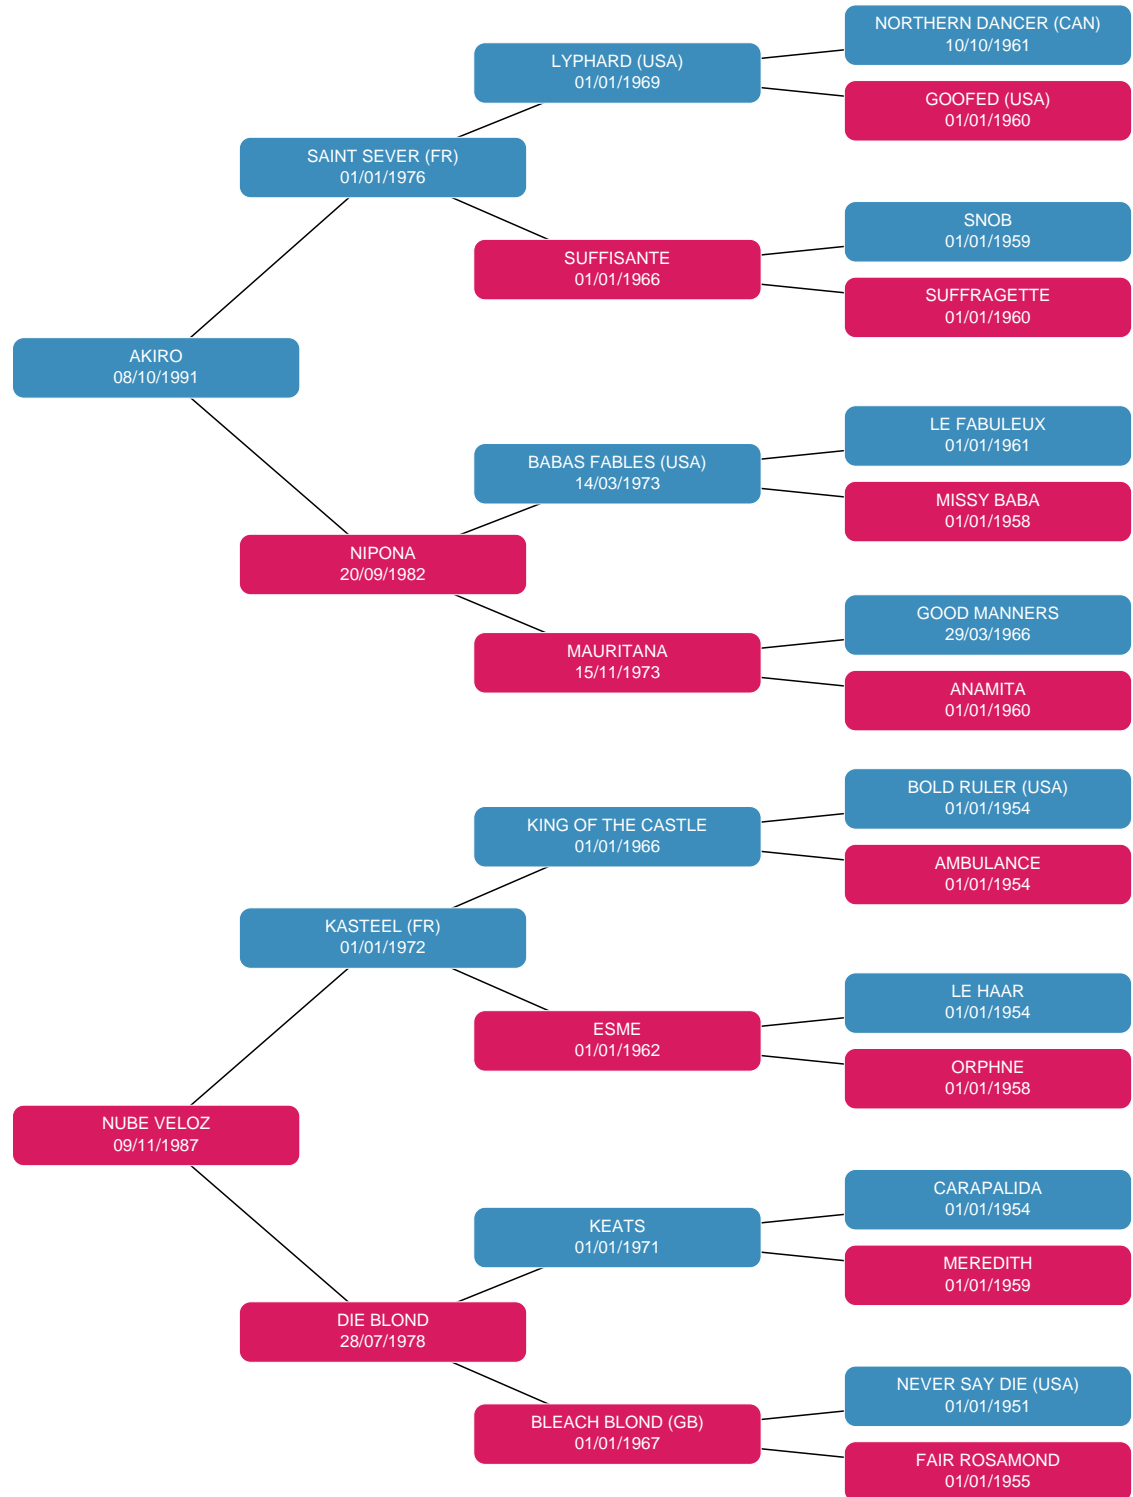 NORTHERN DANCER (CAN)
10/10/1961
LYPHARD (USA)
01/01/1969
GOOFED (USA)
01/01/1960
SAINT SEVER (FR)
01/01/1976
SNOB
01/01/1959
SUFFISANTE
01/01/1966
SUFFRAGETTE
01/01/1960
AKIRO
08/10/1991
LE FABULEUX
01/01/1961
BABAS FABLES (USA)
14/03/1973
MISSY BABA
01/01/1958
NIPONA
20/09/1982
GOOD MANNERS
29/03/1966
MAURITANA
15/11/1973
ANAMITA
01/01/1960
BOLD RULER (USA)
01/01/1954
KING OF THE CASTLE
01/01/1966
AMBULANCE
01/01/1954
KASTEEL (FR)
01/01/1972
LE HAAR
01/01/1954
ESME
01/01/1962
ORPHNE
01/01/1958
NUBE VELOZ
09/11/1987
CARAPALIDA
01/01/1954
KEATS
01/01/1971
MEREDITH
01/01/1959
DIE BLOND
28/07/1978
NEVER SAY DIE (USA)
01/01/1951
BLEACH BLOND (GB)
01/01/1967
FAIR ROSAMOND
01/01/1955